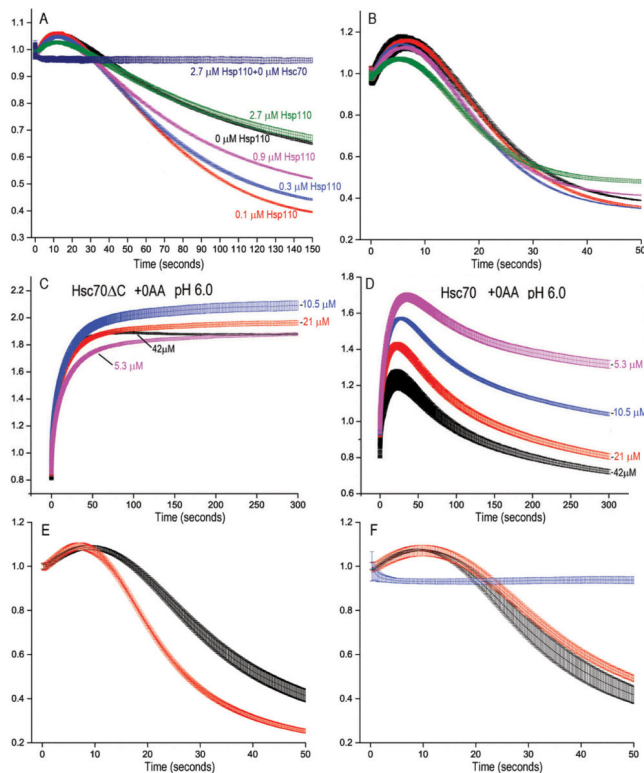 A
B
1.1
1.0
0.9
0.8
0.7
0.6
0.5
0.4
0.3
2.7 μM Hsp110+0 μM Hsc70
2.7 μM Hsp110
0 μM Hsp110
0.9 μM Hsp110
0.3 μM Hsp110
0.1 μM Hsp110
0 10 20 30 40 50 60 70 80 90 100 110 120 130 140 150
Time (seconds)
1.2
1.0
0.8
0.6
0.4
0.2
0 10 20 30 40 50
Time (seconds)
C Hsc70ΔC +0AA pH 6.0
2.2
2.1
2.0
1.8
1.6
1.4
1.2
1.0
0.8
-10.5 μM
-21 μM
42μM
5.3 μM
0 50 100 150 200 250 300
Time (seconds)
D Hsc70 +0AA pH 6.0
1.8
1.6
1.4
1.2
1.0
0.8
0.6
-5.3 μM
-10.5 μM
-21 μM
-42μM
0 50 100 150 200 250 300
Time (seconds)
E
1.2
1.0
0.8
0.6
0.4
0.2
0 10 20 30 40 50
Time (seconds)
F
1.2
1.0
0.8
0.6
0.4
0.2
0 10 20 30 40 50
Time (seconds)